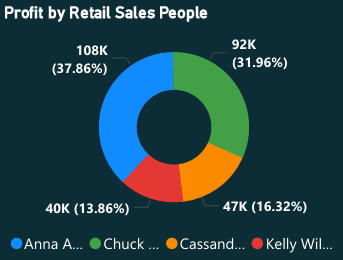 Profit by Retail Sales People
108K
(37.86%)
92K
(31.96%)
40K (13.86%)
47K (16.32%)
Anna A... Chuck ... Cassand... Kelly Wil...